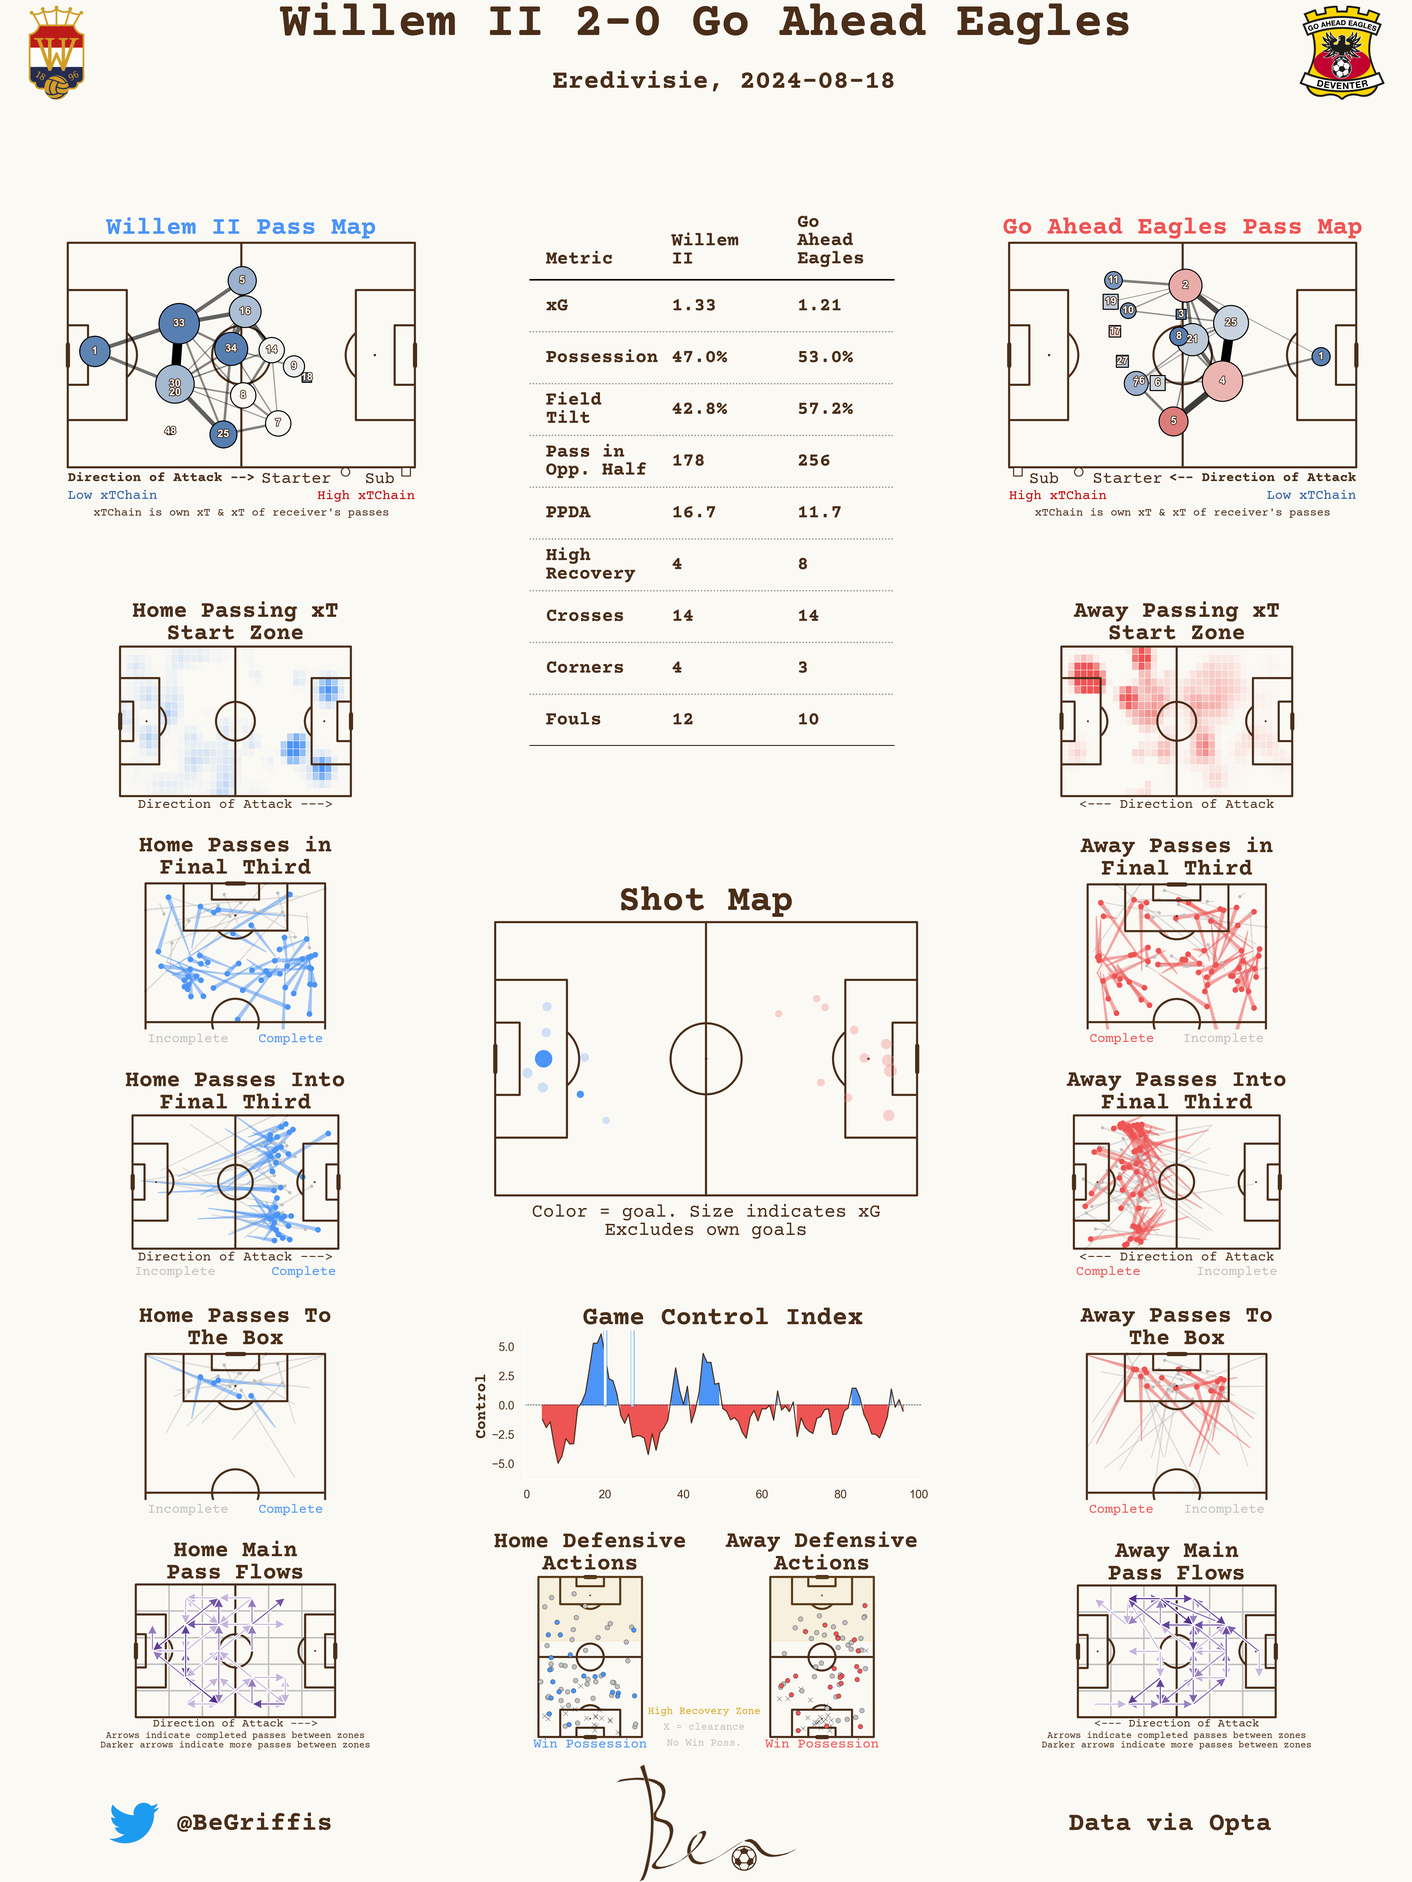 Willem II 2-0 Go Ahead Eagles
Eredivisie, 2024-08-18
18 96
GO AHEAD EAGLES
DEVENTER
Willem II Pass Map
5
16
33
34
14
1
9
18
30
20
8
7
25
48
Direction of Attack -->
Starter
Sub
Low xTChain
High xTChain
xTChain is own xT & xT of receiver's passes
Metric Willem II Go Ahead Eagles
xG 1.33 1.21
Possession 47.0% 53.0%
Field Tilt 42.8% 57.2%
Pass in Opp. Half 178 256
PPDA 16.7 11.7
High Recovery 4 8
Crosses 14 14
Corners 4 3
Fouls 12 10
Go Ahead Eagles Pass Map
11
2
19
10
3
25
17
8
21
1
27
7
6
4
5
Sub
Starter
<-- Direction of Attack
High xTChain
Low xTChain
xTChain is own xT & xT of receiver's passes
Home Passing xT
Start Zone
Direction of Attack --->
Away Passing xT
Start Zone
<--- Direction of Attack
Home Passes in
Final Third
Incomplete
Complete
Away Passes in
Final Third
Complete
Incomplete
Shot Map
Color = goal. Size indicates xG
Excludes own goals
Home Passes Into
Final Third
Direction of Attack --->
Incomplete
Complete
Away Passes Into
Final Third
<--- Direction of Attack
Complete
Incomplete
Home Passes To
The Box
Incomplete
Complete
Game Control Index
Control
5.0
2.5
0.0
−2.5
−5.0
0 20 40 60 80 100
Away Passes To
The Box
Complete
Incomplete
Home Main
Pass Flows
Direction of Attack --->
Arrows indicate completed passes between zones
Darker arrows indicate more passes between zones
Home Defensive
Actions
Win Possession
Away Defensive
Actions
Win Possession
High Recovery Zone
X = clearance
No Win Poss.
Away Main
Pass Flows
<--- Direction of Attack
Arrows indicate completed passes between zones
Darker arrows indicate more passes between zones
@BeGriffis
Ben
Data via Opta